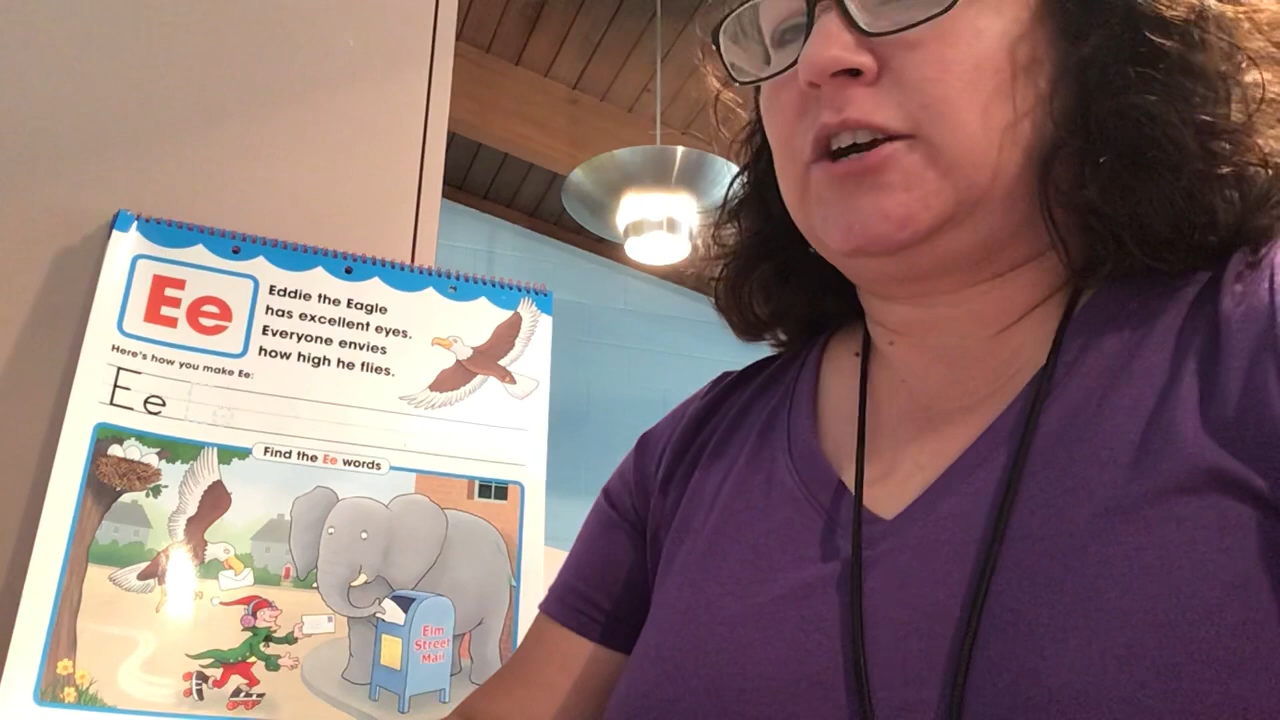 Ee
Eddie the Eagle
has excellent eyes.
Everyone envies
how high he flies.
Here's how you make Ee:
Ee
Find the Ee words
Elm
Street
Mail